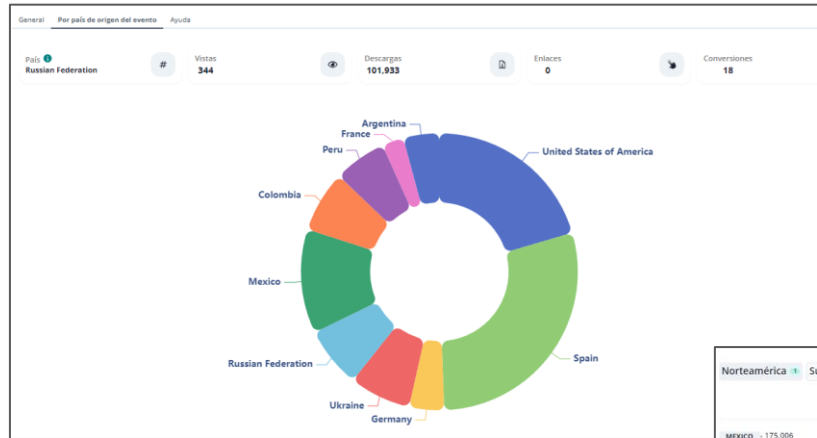 General Por país de origen del evento Ayuda
País Vistas Descargas Enlaces Conversiones
Russian Federation # 344 101,933 0 18
Argentina
France
United States of America
Peru
Colombia
Mexico
Russian Federation
Spain
Ukraine
Germany
Norteamérica 1
MEXICO - 175,006